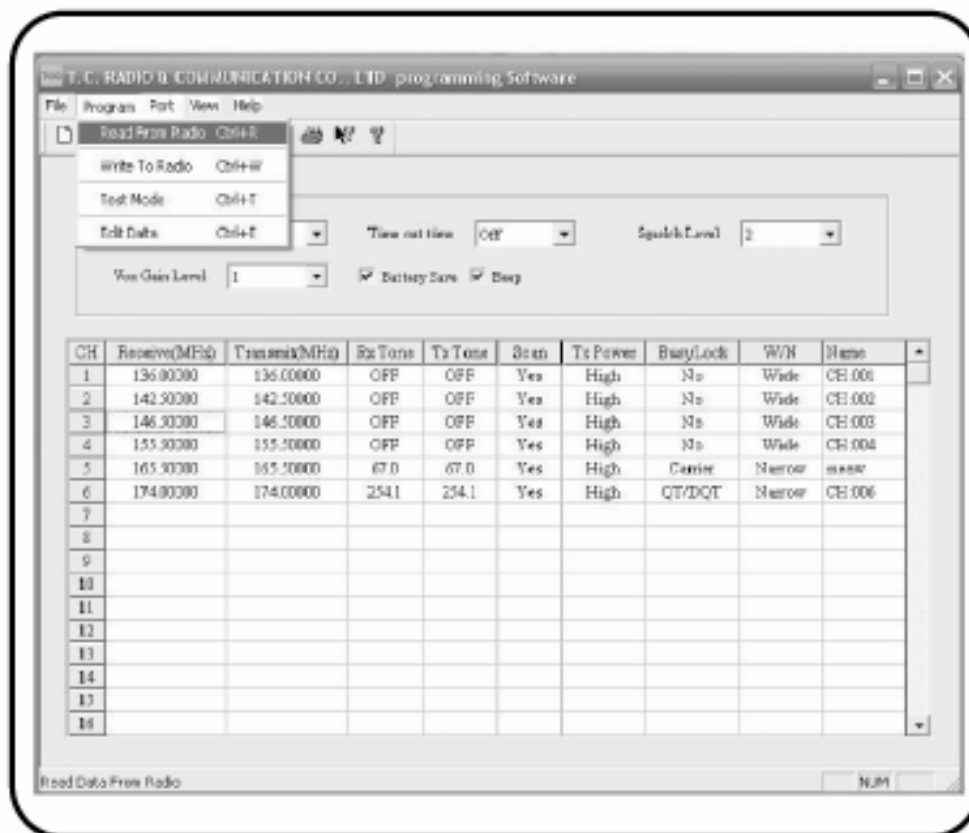 T. C. RADIO & COMMUNICATION CO., LTD programming Software
File Program Port View Help
Read From Radio Ctrl+R
Write To Radio Ctrl+W
Test Mode Ctrl+T
Edit Data Ctrl+E
Time out time Off Squelch Level 2
Vox Gain Level 1 Battery Save Beep
CH Receive(MHz) Transmit(MHz) Rx Tone Tx Tone Scan Tx Power BusyLock W/N Name
1 136.00000 136.00000 OFF OFF Yes High No Wide CH:001
2 142.50000 142.50000 OFF OFF Yes High No Wide CH:002
3 146.50000 146.50000 OFF OFF Yes High No Wide CH:003
4 155.50000 155.50000 OFF OFF Yes High No Wide CH:004
5 165.50000 165.50000 67.0 67.0 Yes High Carrier Narrow
6 174.00000 174.00000 254.1 254.1 Yes High QT/DQT Narrow CH:006
7
8
9
10
11
12
13
14
15
16
Read Data From Radio NUM